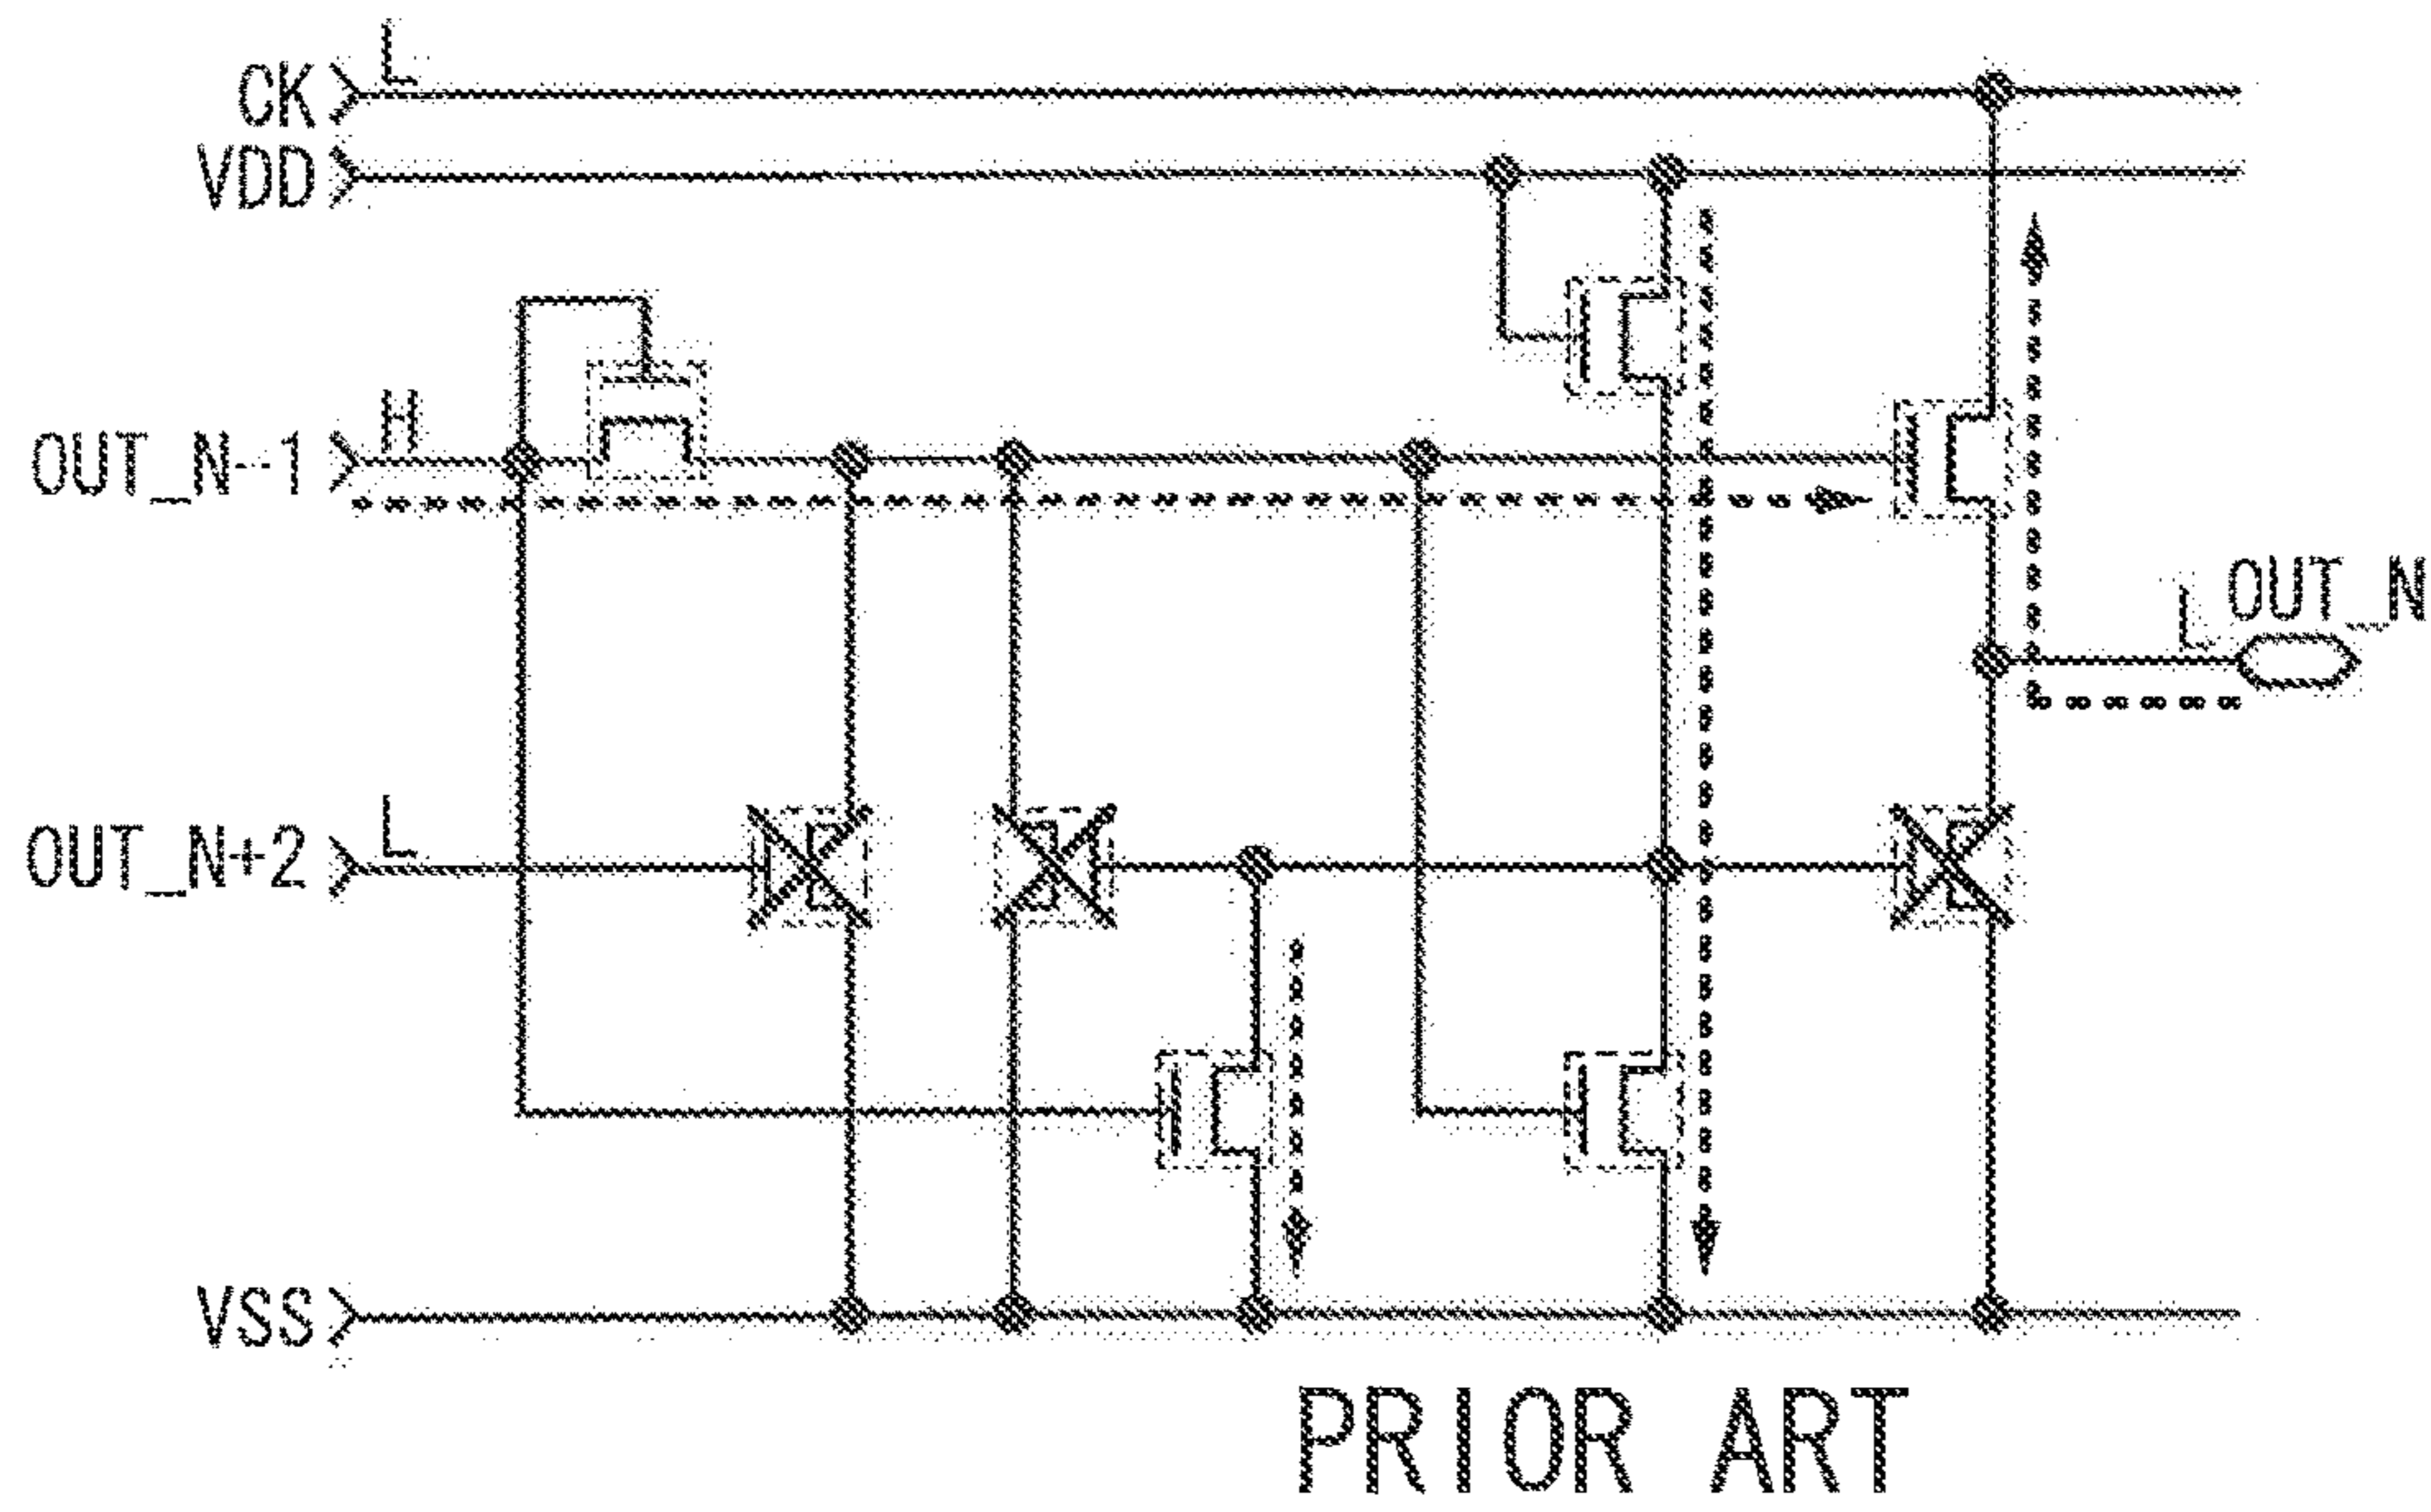 L
CK
VDD
H
OUT_N-1
L
OUT_N
L
OUT_N+2
VSS
PRIOR ART